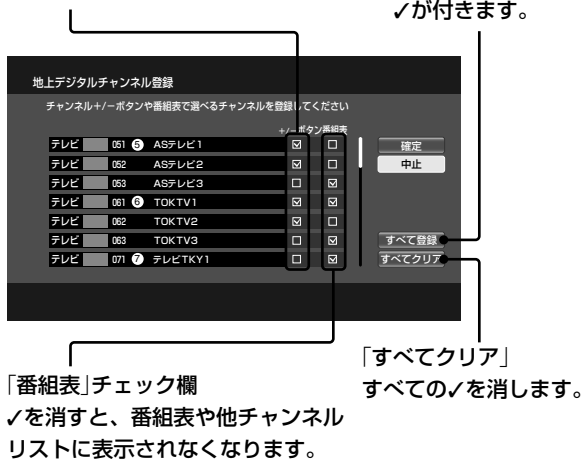 ✓が付きます。
地上デジタルチャンネル登録
チャンネル+/−ボタンや番組表で選べるチャンネルを登録してください
+/−ボタン 番組表
テレビ 051 5 ASテレビ1 ☑ ☐
テレビ 052 ASテレビ2 ☑ ☐
テレビ 053 ASテレビ3 ☐ ☑
テレビ 061 6 TOKTV1 ☑ ☑
テレビ 062 TOKTV2 ☑ ☐
テレビ 063 TOKTV3 ☐ ☑
テレビ 071 7 テレビTKY1 ☐ ☑
確定
中止
すべて登録
すべてクリア
「番組表」チェック欄
✓を消すと、番組表や他チャンネル
リストに表示されなくなります。
「すべてクリア」
すべての✓を消します。